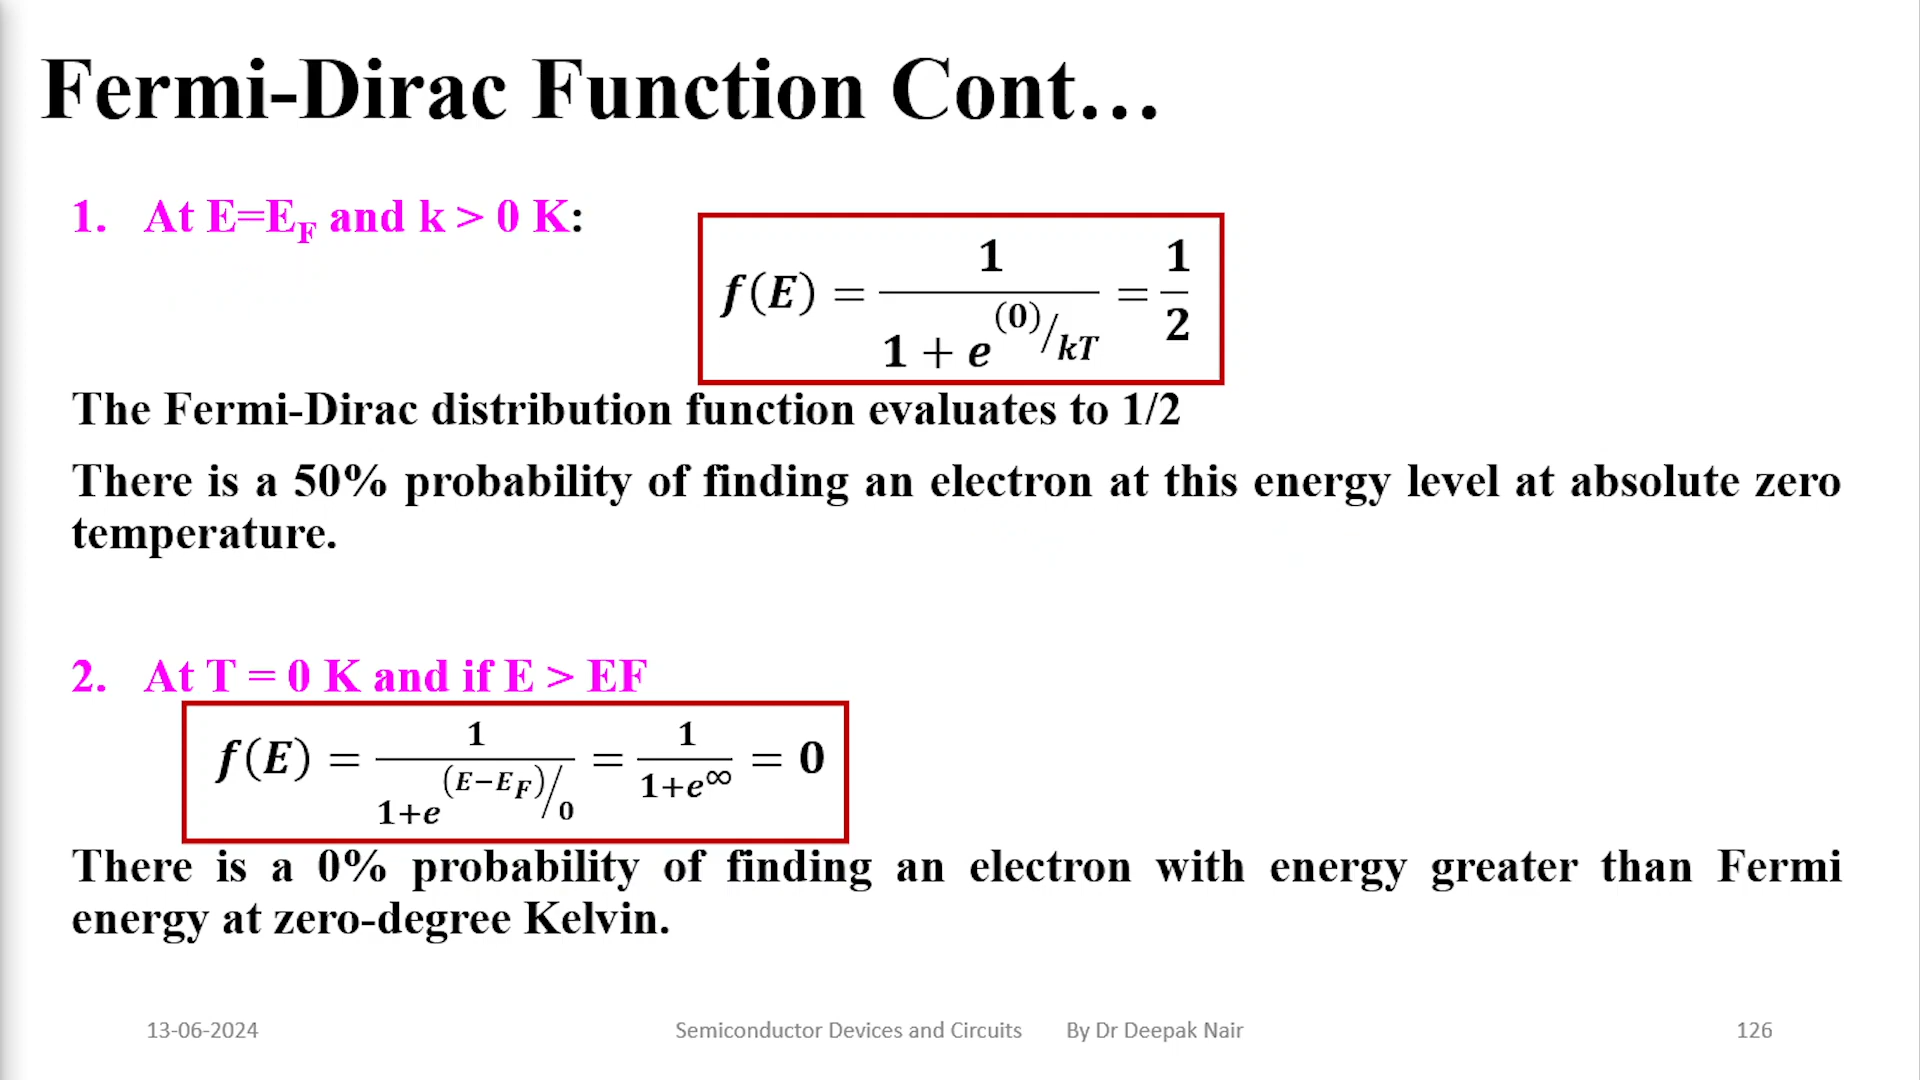 Fermi-Dirac Function Cont…
1. At E=E_F and k > 0 K:
f(E) = 1 / (1 + e^((0)/kT)) = 1/2
The Fermi-Dirac distribution function evaluates to 1/2
There is a 50% probability of finding an electron at this energy level at absolute zero
temperature.
2. At T = 0 K and if E > EF
f(E) = 1 / (1+e^((E−E_F)/0)) = 1 / (1+e^∞) = 0
There is a 0% probability of finding an electron with energy greater than Fermi
energy at zero-degree Kelvin.
13-06-2024 Semiconductor Devices and Circuits By Dr Deepak Nair 126